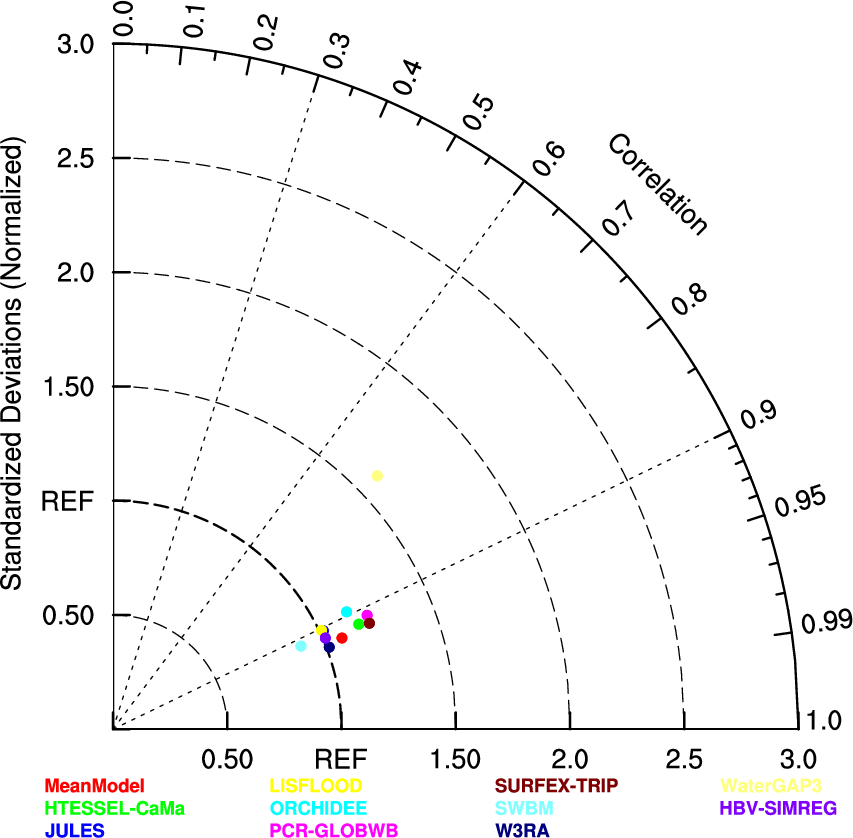 0.0
0.1
0.2
0.3
0.4
0.5
0.6
0.7
0.8
0.9
0.95
0.99
1.0
Correlation
Standardized Deviations (Normalized)
3.0
2.5
2.0
1.50
REF
0.50
0.50 REF 1.50 2.0 2.5 3.0
MeanModel LISFLOOD SURFEX-TRIP WaterGAP3
HTESSEL-CaMa ORCHIDEE SWBM HBV-SIMREG
JULES PCR-GLOBWB W3RA